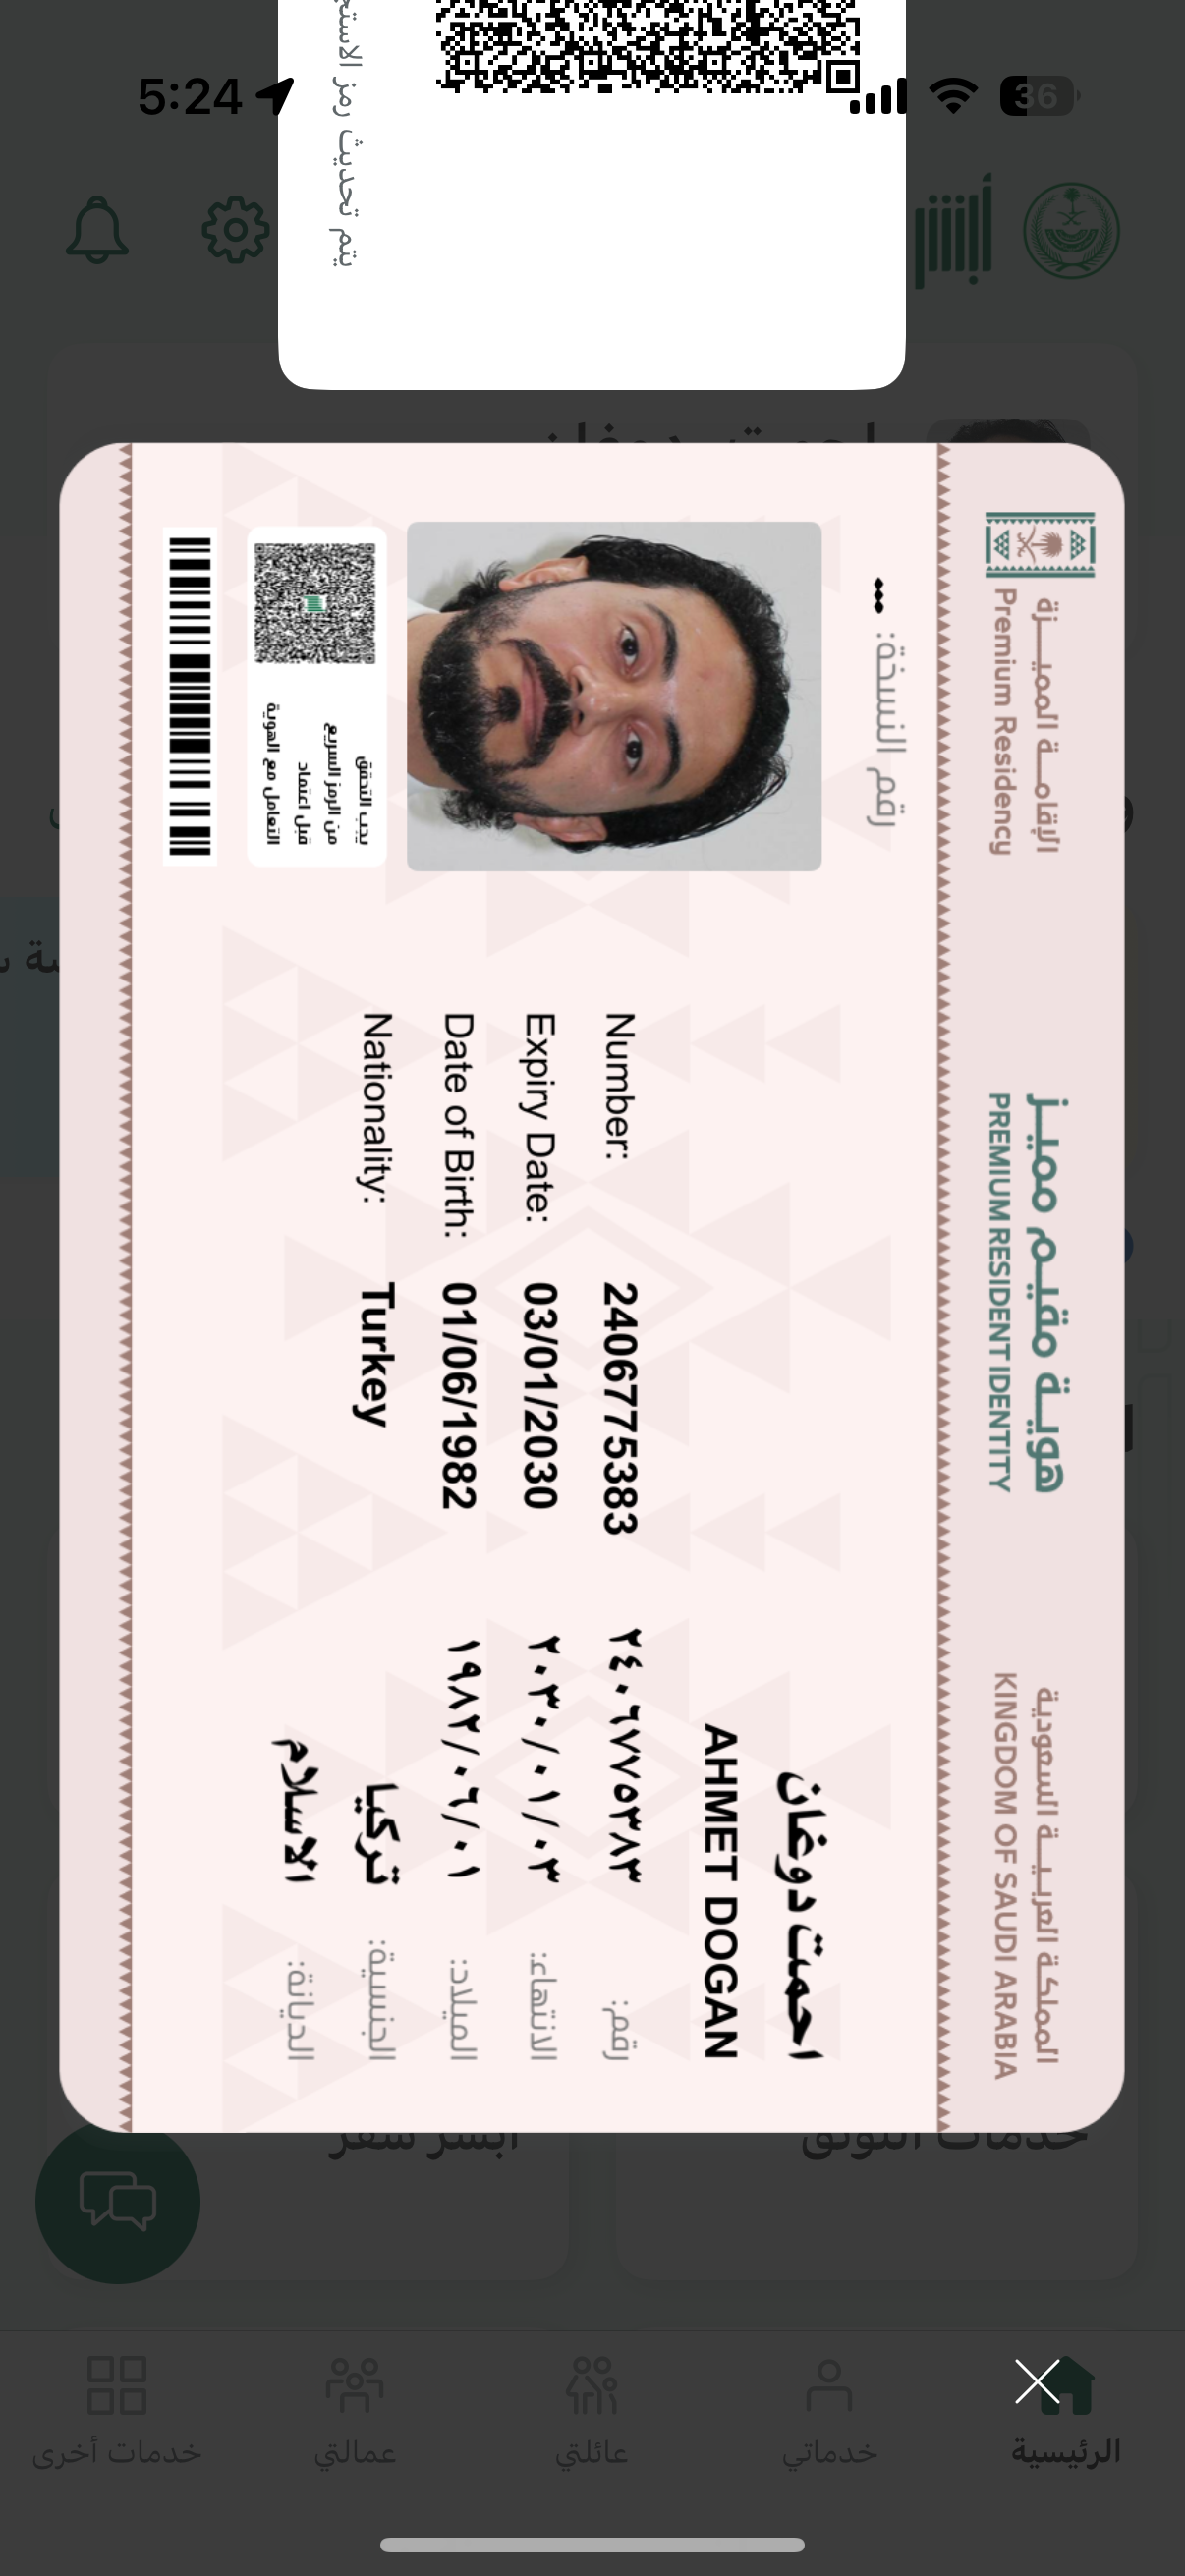 5:24
36
يتم تحديث رمز
أبشر
الإقامة المميزة
Premium Residency
هوية مقيم مميز
PREMIUM RESIDENT IDENTITY
المملكة العربية السعودية
KINGDOM OF SAUDI ARABIA
رقم النسخة:
احمت دوغان
AHMET DOGAN
رقم: ٢٤٠٦٧٧٥٣٨٣
Number: 2406775383
الانتهاء: ٢٠٣٠/٠١/٠٣
Expiry Date: 03/01/2030
الميلاد: ١٩٨٢/٠٦/٠١
Date of Birth: 01/06/1982
الجنسية: تركيا
Nationality: Turkey
الديانة: الاسلام
يجب التحقق
من الرمز السريع
قبل اعتماد
التعامل مع الهوية
خدمات التوثق
أبشر سفر
الرئيسية
خدماتي
عائلتي
عمالتي
خدمات أخرى